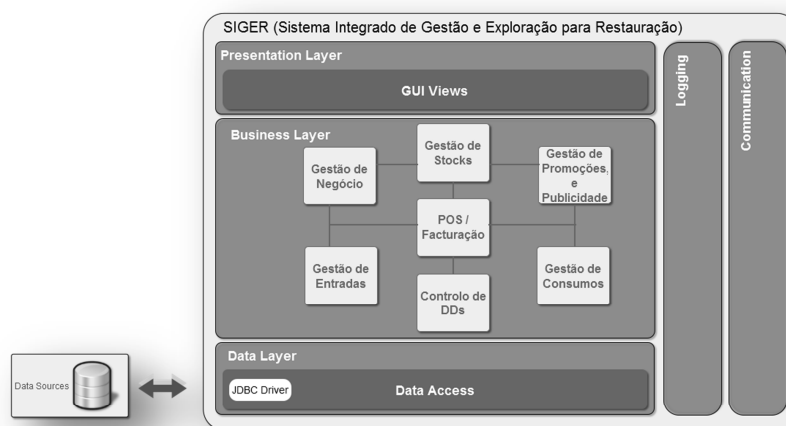 SIGER (Sistema Integrado de Gestão e Exploração para Restauração)
Presentation Layer
GUI Views
Business Layer
Gestão de
Negócio
Gestão de
Stocks
Gestão de
Promoções,
e
Publicidade
POS /
Facturação
Gestão de
Entradas
Controlo de
DDs
Gestão de
Consumos
Data Layer
JDBC Driver
Data Access
Logging
Communication
Data Sources